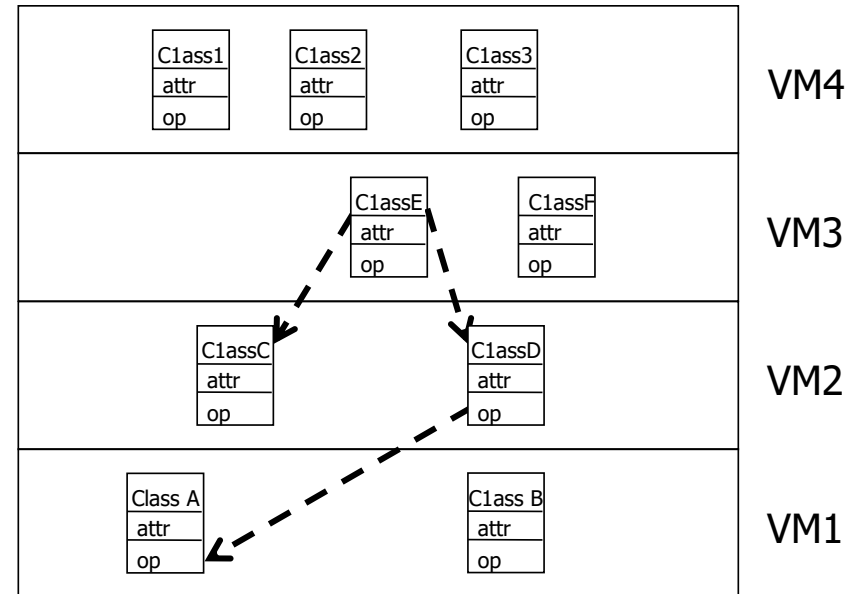 C1ass1
attr
op
C1ass2
attr
op
C1ass3
attr
op
VM4
C1assE
attr
op
C1assF
attr
op
VM3
C1assC
attr
op
C1assD
attr
op
VM2
Class A
attr
op
C1ass B
attr
op
VM1